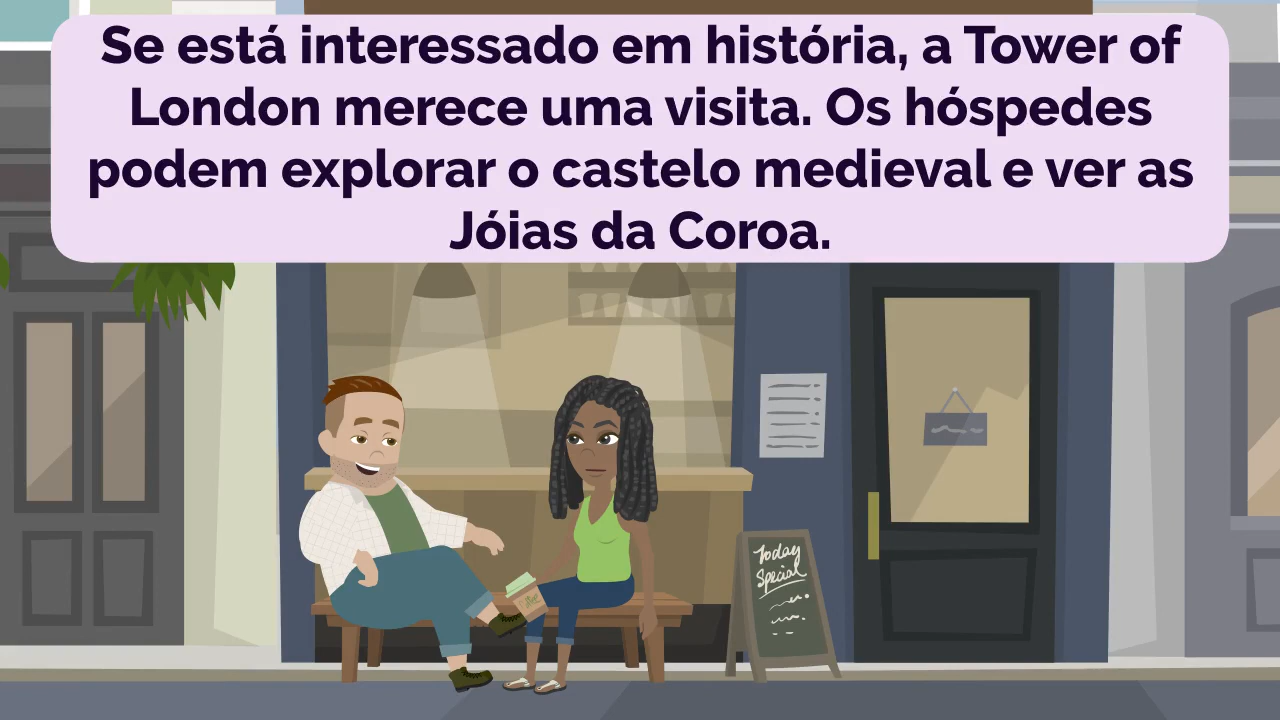 Se está interessado em história, a Tower of
London merece uma visita. Os hóspedes
podem explorar o castelo medieval e ver as
Jóias da Coroa.
Today
Special